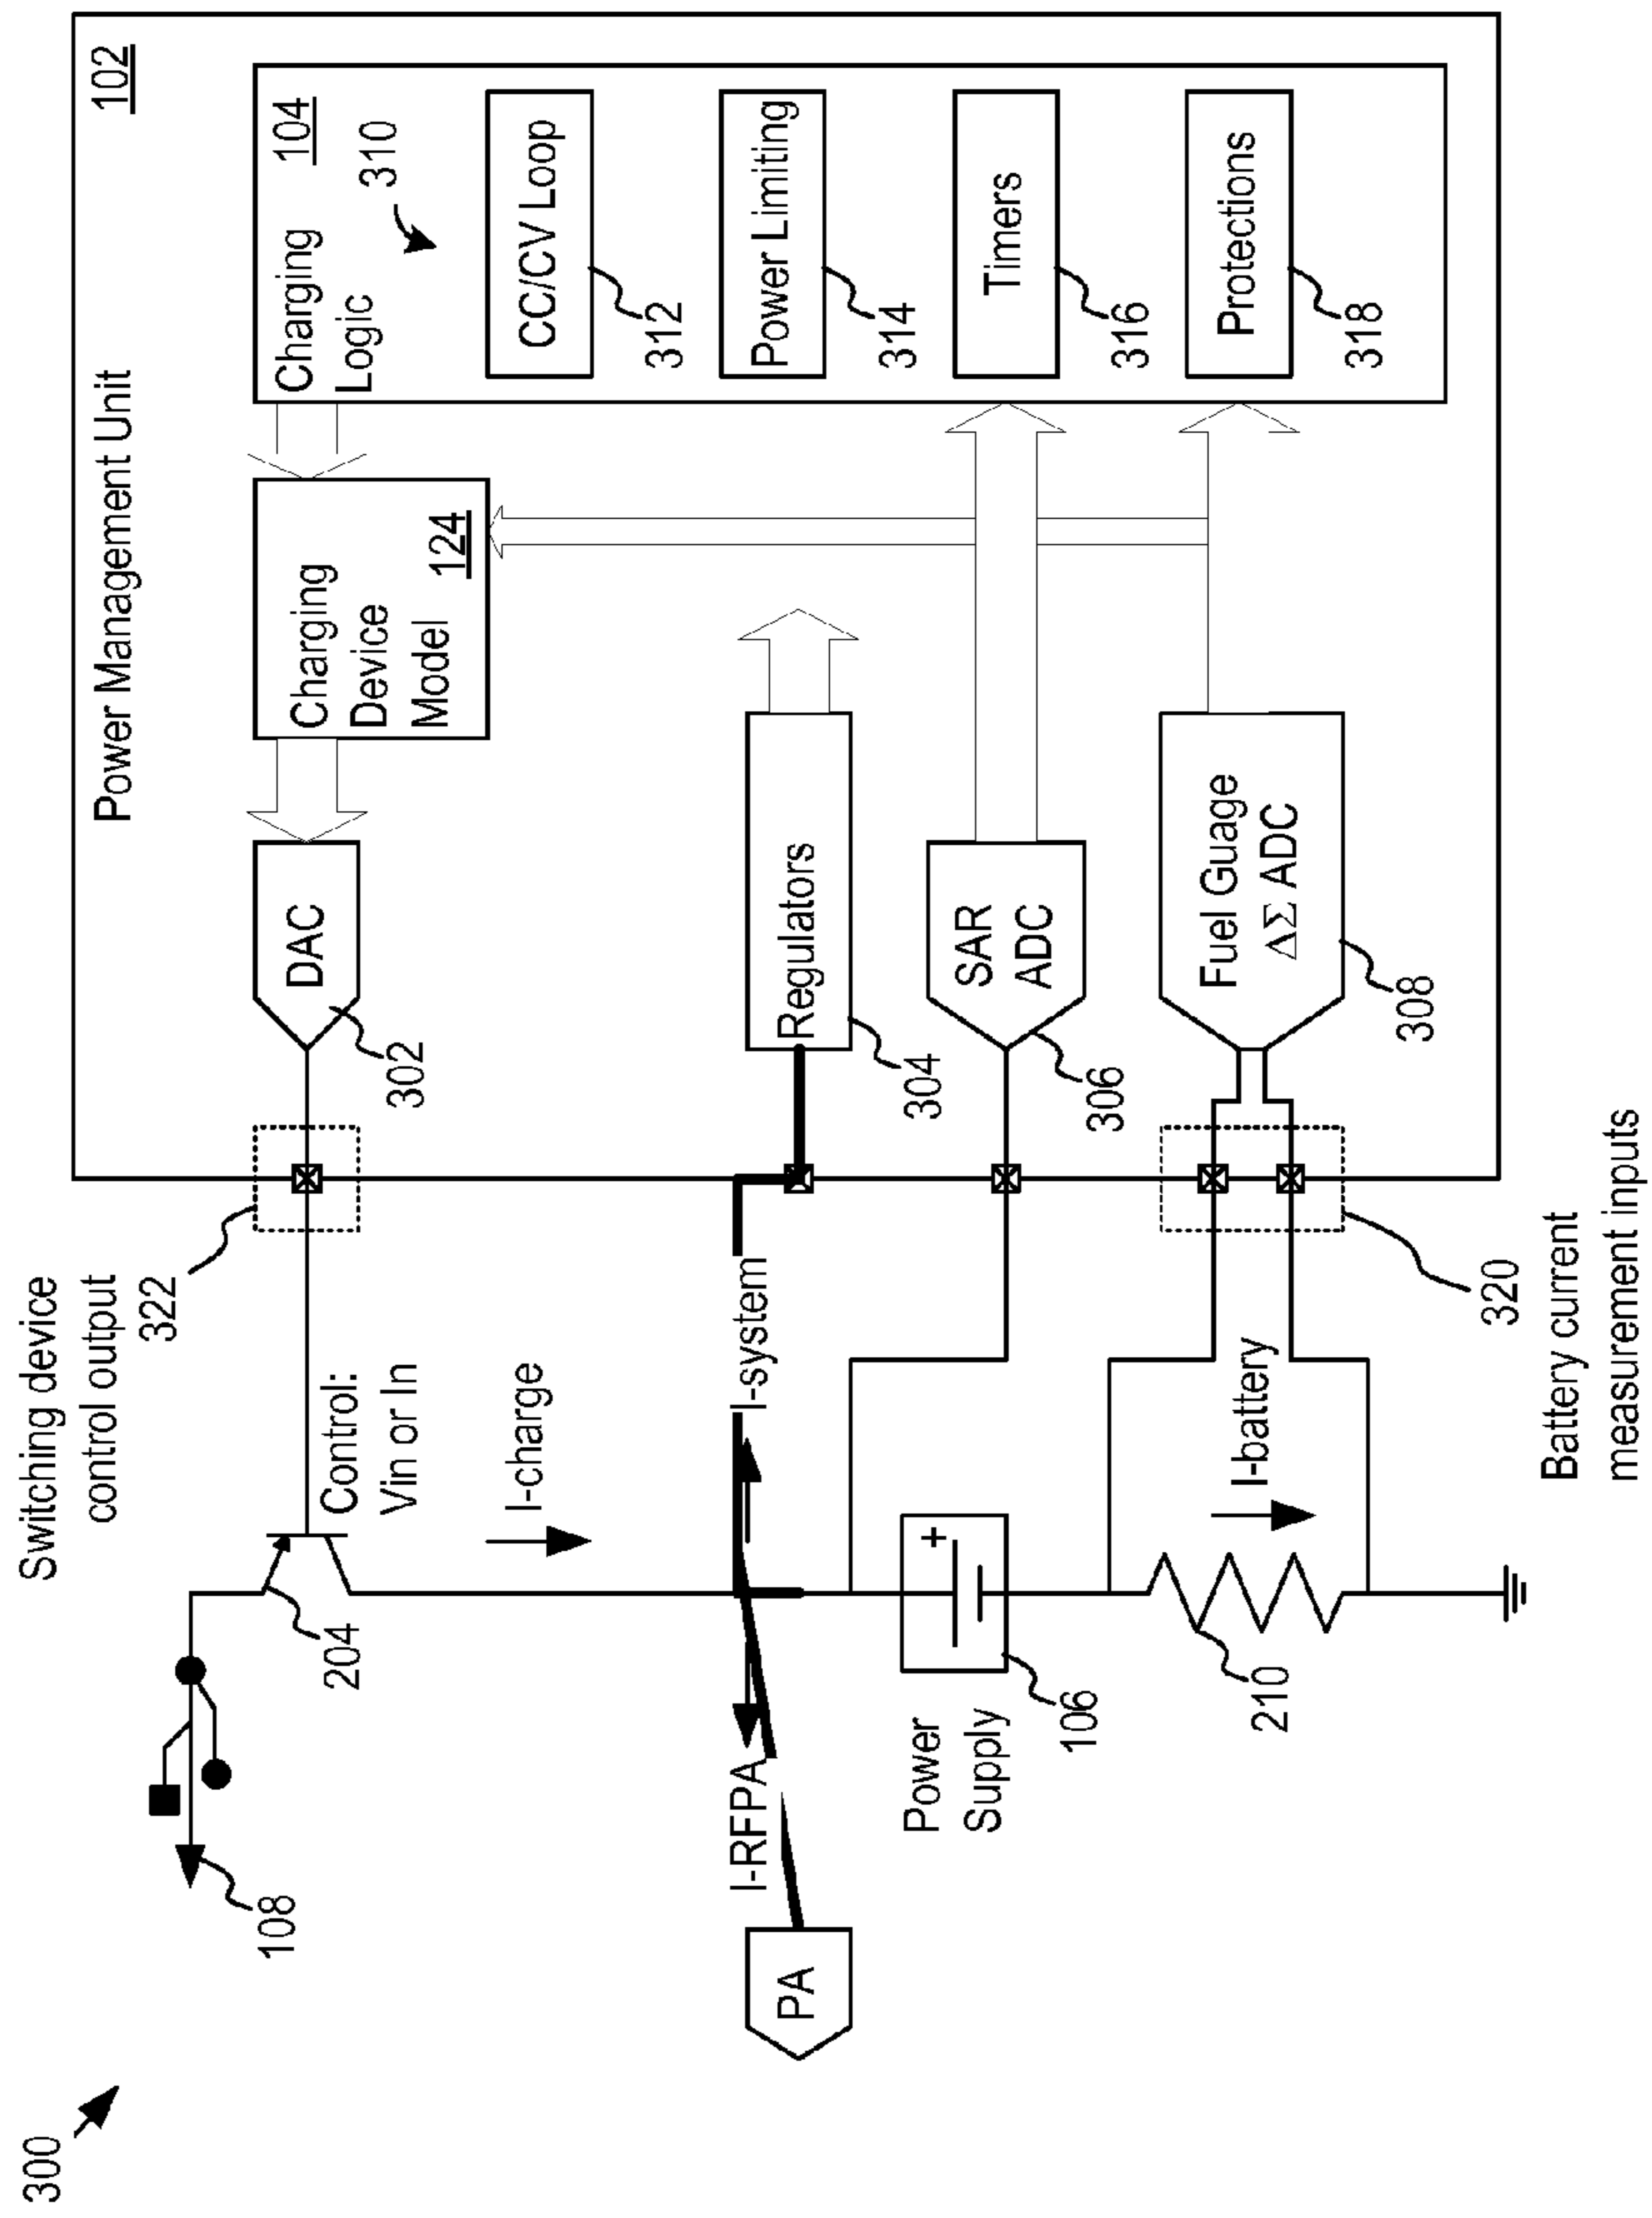 300
Switching device
control output
322
Power Management Unit
102
108
204
Control:
Vin or In
I-charge
302
DAC
Charging
Device
Model
124
Charging
Logic
104
310
CC/CV Loop
312
Power Limiting
314
Timers
316
Protections
318
PA
I-RFPA
I-system
Regulators
304
Power
Supply
106
SAR
ADC
306
210
I-battery
Fuel Guage
ΔΣ ADC
308
320
Battery current
measurement inputs